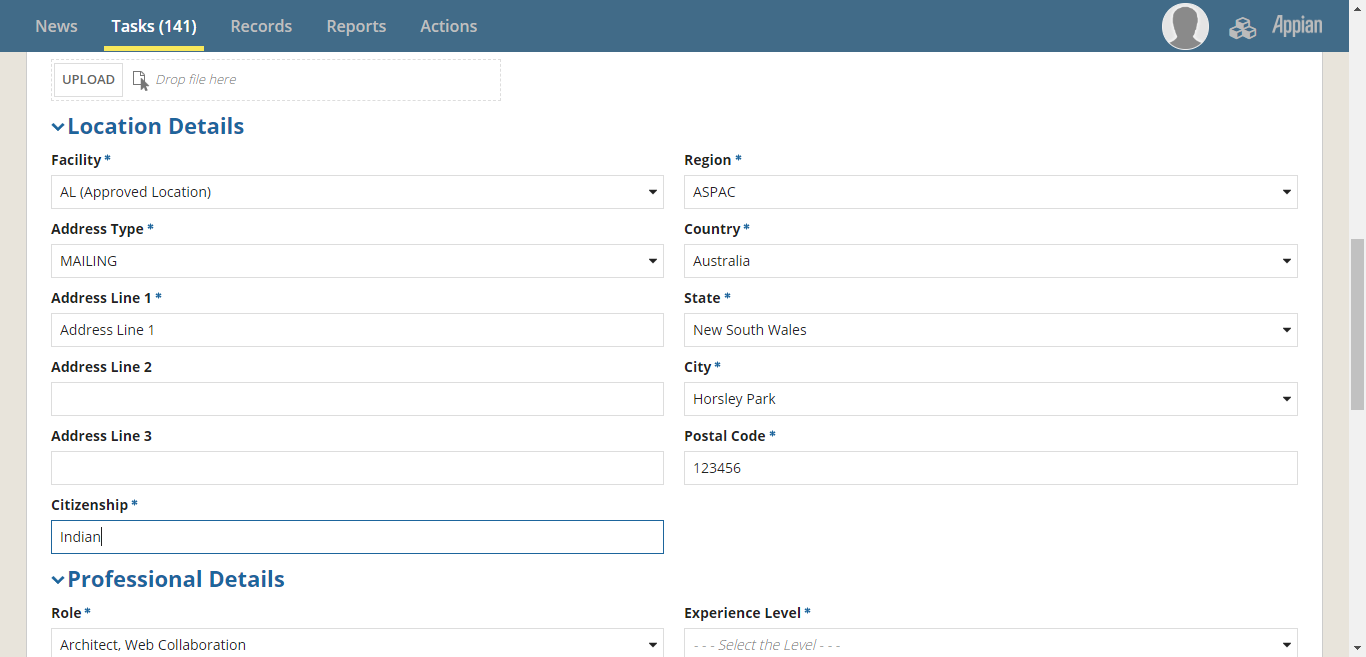 News Tasks (141) Records Reports Actions Appian
UPLOAD Drop file here
Location Details
Facility * Region *
AL (Approved Location) ASPAC
Address Type * Country *
MAILING Australia
Address Line 1 * State *
Address Line 1 New South Wales
Address Line 2 City *
Horsley Park
Address Line 3 Postal Code *
123456
Citizenship *
Indian
Professional Details
Role * Experience Level *
Architect, Web Collaboration - - - Select the Level - - -